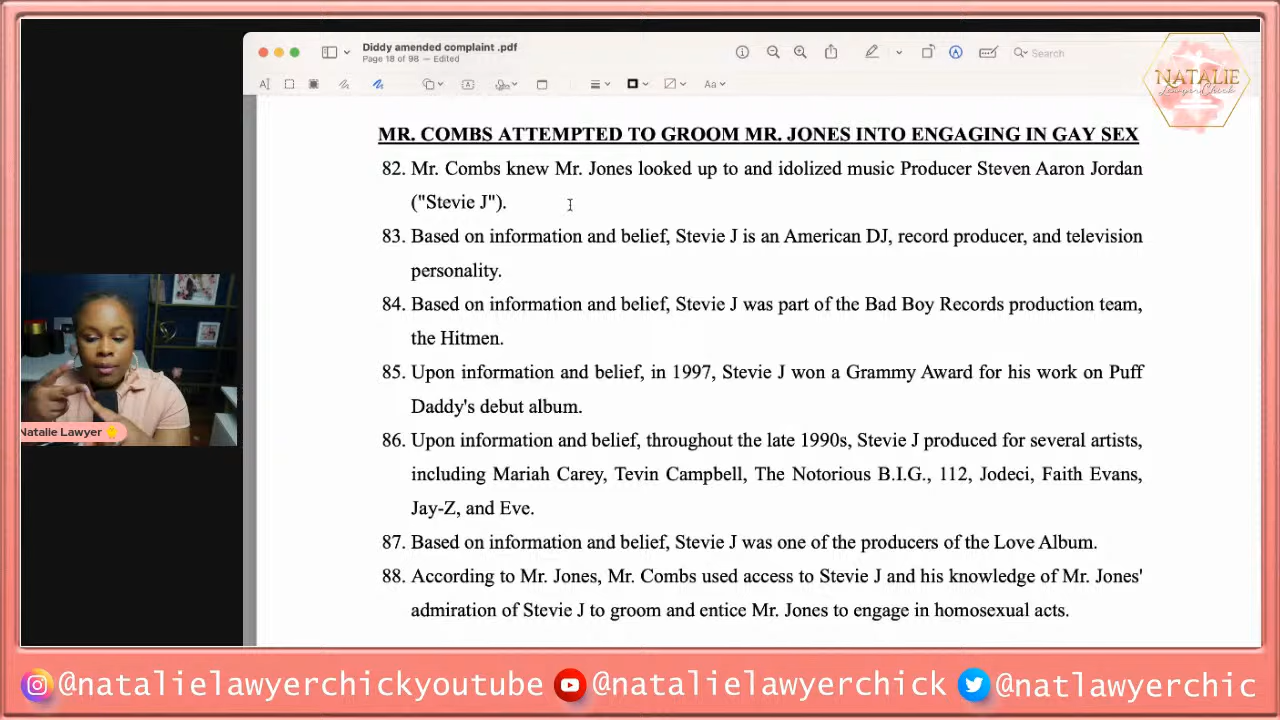 Diddy amended complaint .pdf
Page 18 of 98 — Edited
Search
NATALIE
LawyerChick
MR. COMBS ATTEMPTED TO GROOM MR. JONES INTO ENGAGING IN GAY SEX
82. Mr. Combs knew Mr. Jones looked up to and idolized music Producer Steven Aaron Jordan
("Stevie J").
83. Based on information and belief, Stevie J is an American DJ, record producer, and television
personality.
84. Based on information and belief, Stevie J was part of the Bad Boy Records production team,
the Hitmen.
85. Upon information and belief, in 1997, Stevie J won a Grammy Award for his work on Puff
Daddy's debut album.
86. Upon information and belief, throughout the late 1990s, Stevie J produced for several artists,
including Mariah Carey, Tevin Campbell, The Notorious B.I.G., 112, Jodeci, Faith Evans,
Jay-Z, and Eve.
87. Based on information and belief, Stevie J was one of the producers of the Love Album.
88. According to Mr. Jones, Mr. Combs used access to Stevie J and his knowledge of Mr. Jones'
admiration of Stevie J to groom and entice Mr. Jones to engage in homosexual acts.
Natalie Lawyer
@natalielawyerchickyoutube @natalielawyerchick @natlawyerchic